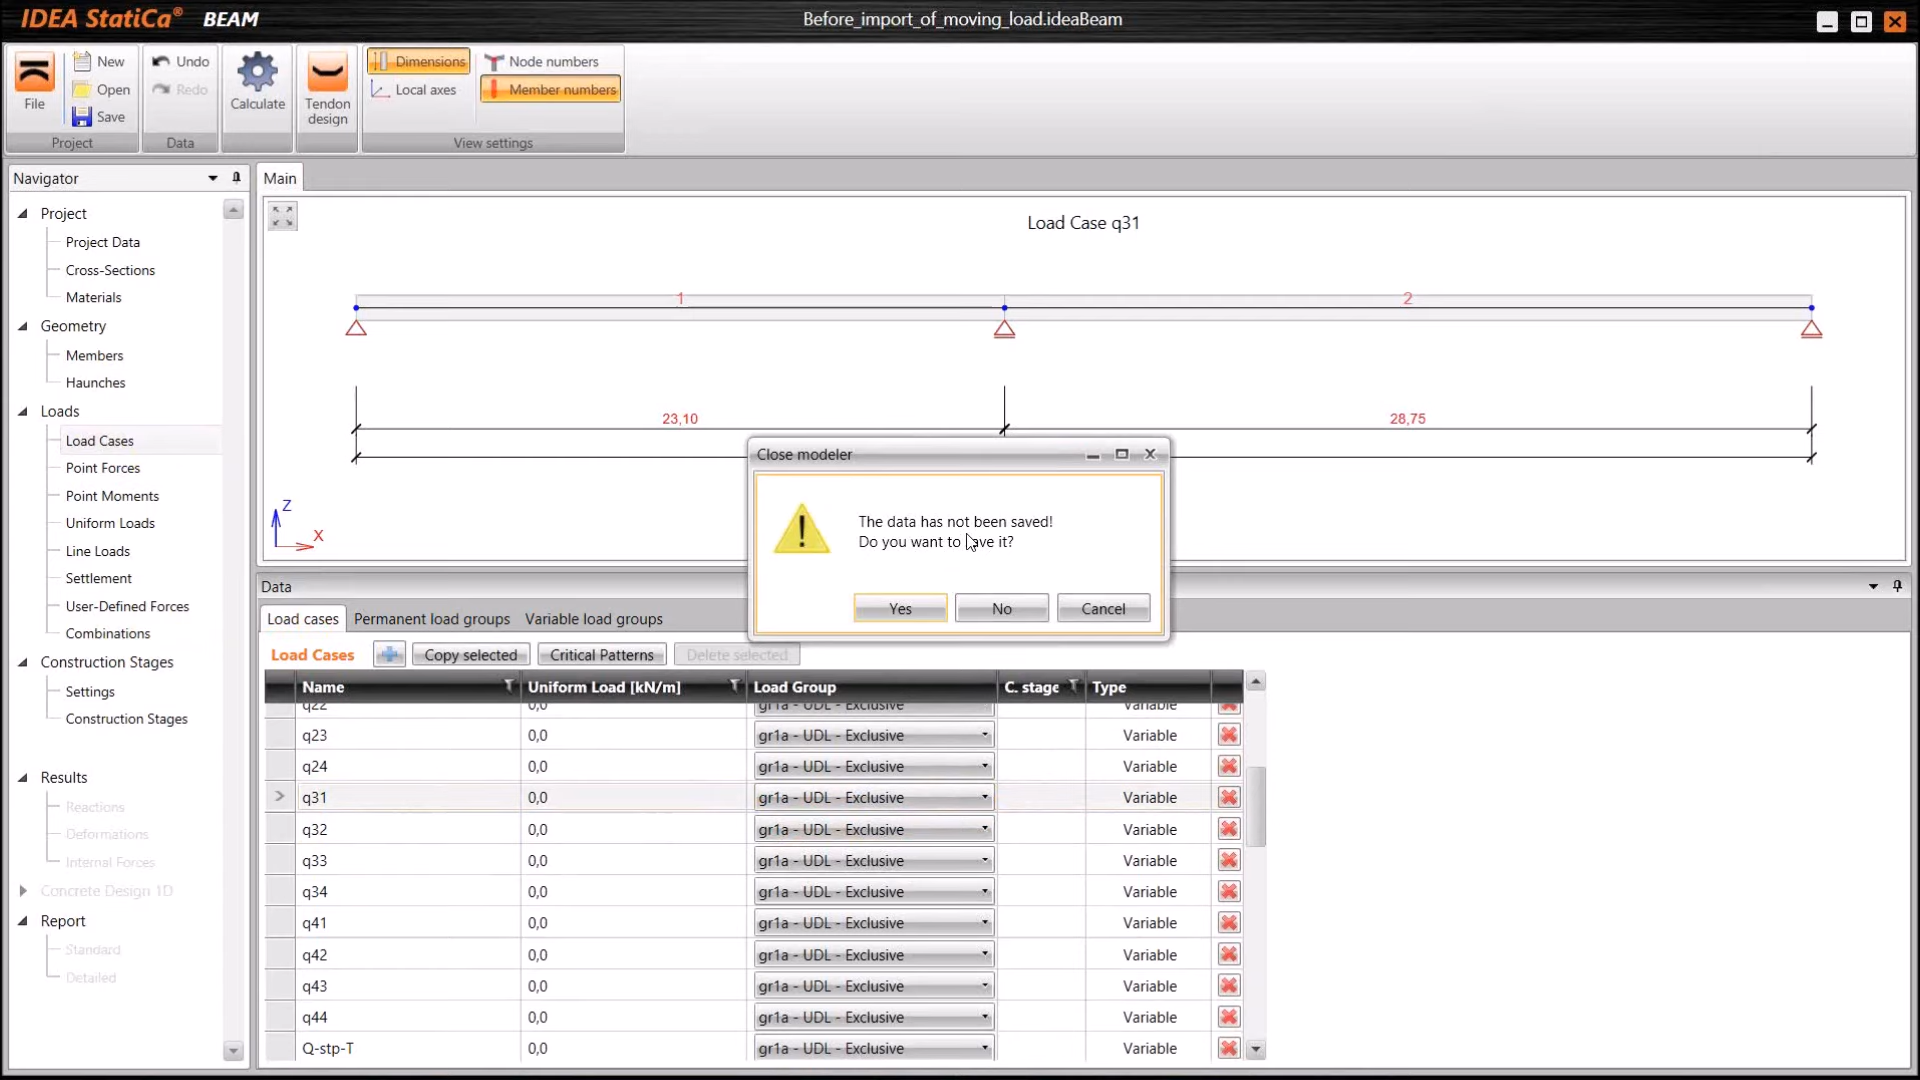 IDEA StatiCa® BEAM
Before_import_of_moving_load.ideaBeam
File
New
Open
Save
Project
Undo
Redo
Data
Calculate
Tendon
design
Dimensions
Local axes
Node numbers
Member numbers
View settings
Navigator
Project
Project Data
Cross-Sections
Materials
Geometry
Members
Haunches
Loads
Load Cases
Point Forces
Point Moments
Uniform Loads
Line Loads
Settlement
User-Defined Forces
Combinations
Construction Stages
Settings
Construction Stages
Results
Reactions
Deformations
Internal Forces
Concrete Design 1D
Report
Standard
Detailed
Main
Load Case q31
1
2
23,10
28,75
Z
X
Close modeler
The data has not been saved!
Do you want to save it?
Yes
No
Cancel
Data
Load cases
Permanent load groups
Variable load groups
Load Cases
Copy selected
Critical Patterns
Delete selected
Name Uniform Load [kN/m] Load Group C. stage Type
q22 0,0 gr1a - UDL - Exclusive
q23 0,0 gr1a - UDL - Exclusive Variable
q24 0,0 gr1a - UDL - Exclusive Variable
q31 0,0 gr1a - UDL - Exclusive Variable
q32 0,0 gr1a - UDL - Exclusive Variable
q33 0,0 gr1a - UDL - Exclusive Variable
q34 0,0 gr1a - UDL - Exclusive Variable
q41 0,0 gr1a - UDL - Exclusive Variable
q42 0,0 gr1a - UDL - Exclusive Variable
q43 0,0 gr1a - UDL - Exclusive Variable
q44 0,0 gr1a - UDL - Exclusive Variable
Q-stp-T 0,0 gr1a - UDL - Exclusive Variable